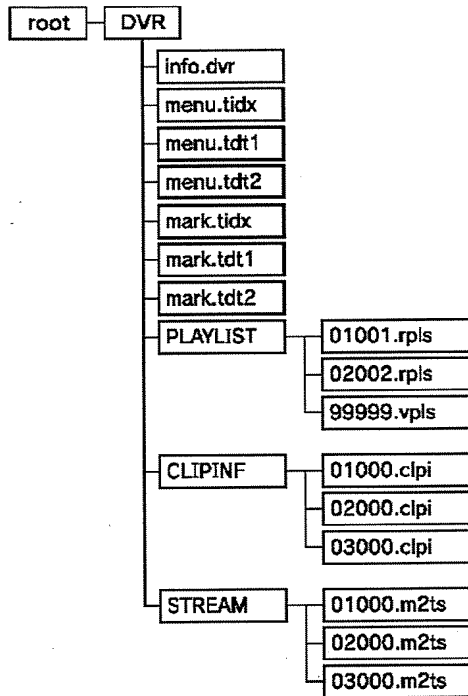 root DVR
info.dvr
menu.tidx
menu.tdt1
menu.tdt2
mark.tidx
mark.tdt1
mark.tdt2
PLAYLIST
01001.rpls
02002.rpls
99999.vpls
CLIPINF
01000.clpi
02000.clpi
03000.clpi
STREAM
01000.m2ts
02000.m2ts
03000.m2ts